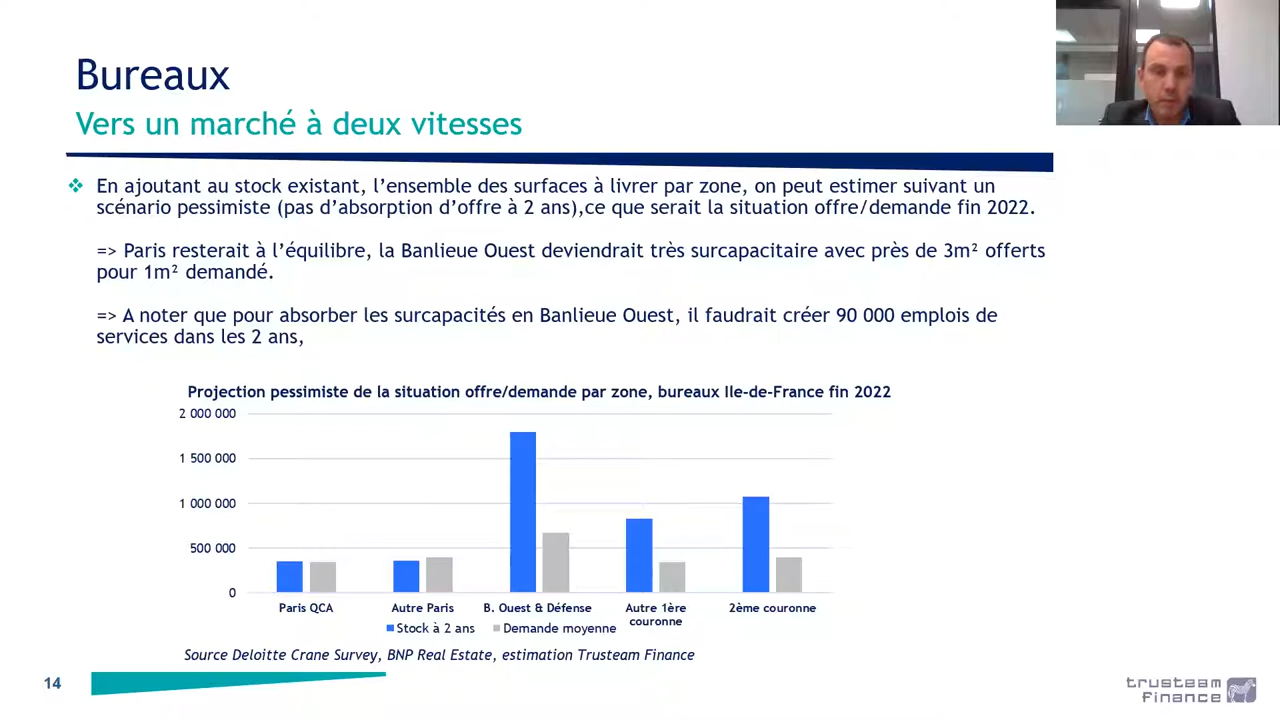 Bureaux
Vers un marché à deux vitesses
❖ En ajoutant au stock existant, l’ensemble des surfaces à livrer par zone, on peut estimer suivant un
scénario pessimiste (pas d’absorption d’offre à 2 ans),ce que serait la situation offre/demande fin 2022.
=> Paris resterait à l’équilibre, la Banlieue Ouest deviendrait très surcapacitaire avec près de 3m² offerts
pour 1m² demandé.
=> A noter que pour absorber les surcapacités en Banlieue Ouest, il faudrait créer 90 000 emplois de
services dans les 2 ans,
Projection pessimiste de la situation offre/demande par zone, bureaux Ile-de-France fin 2022
2 000 000
1 500 000
1 000 000
500 000
0
Paris QCA
Autre Paris
B. Ouest & Défense
Autre 1ère
couronne
2ème couronne
Stock à 2 ans
Demande moyenne
Source Deloitte Crane Survey, BNP Real Estate, estimation Trusteam Finance
14
trusteam
finance